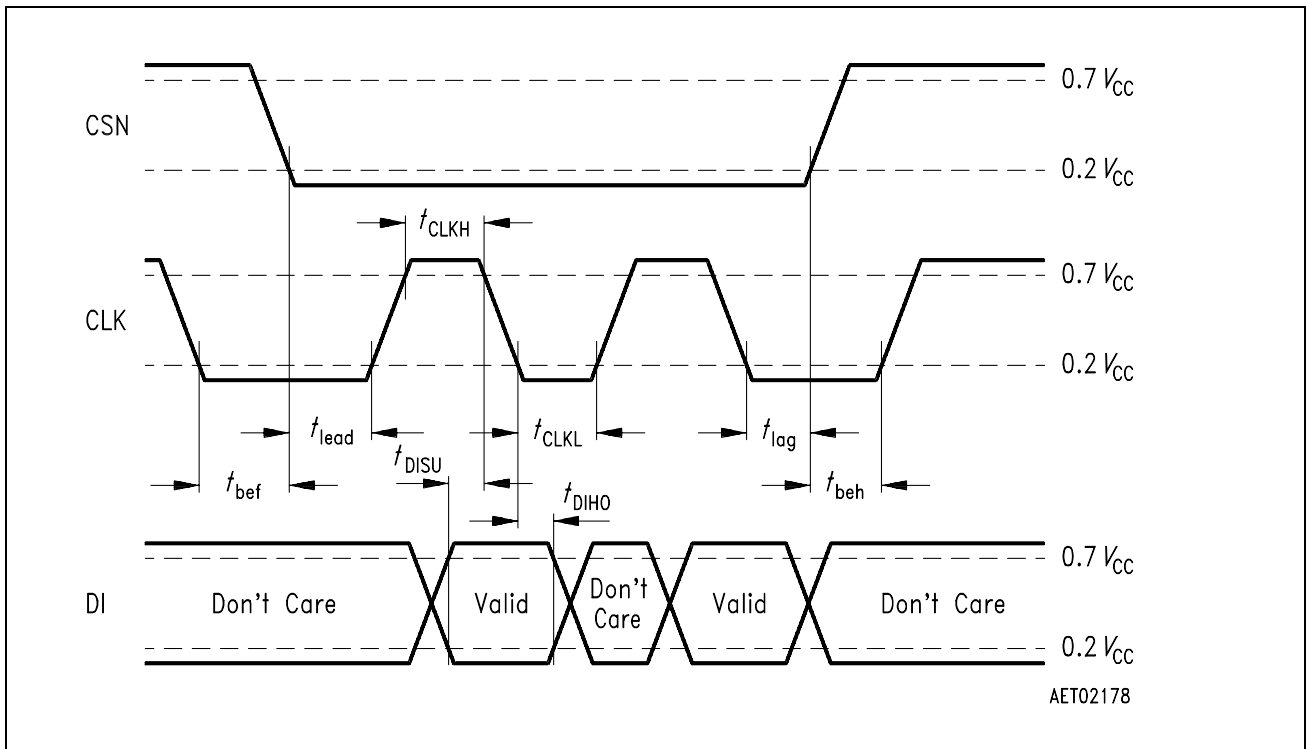 0.7 VCC
CSN
0.2 VCC
tCLKH
0.7 VCC
CLK
0.2 VCC
tlead
tCLKL
tlag
tDISU
tbef
tbeh
tDIHO
0.7 VCC
DI
Don't Care
Valid
Don't
Care
Valid
Don't Care
0.2 VCC
AET02178